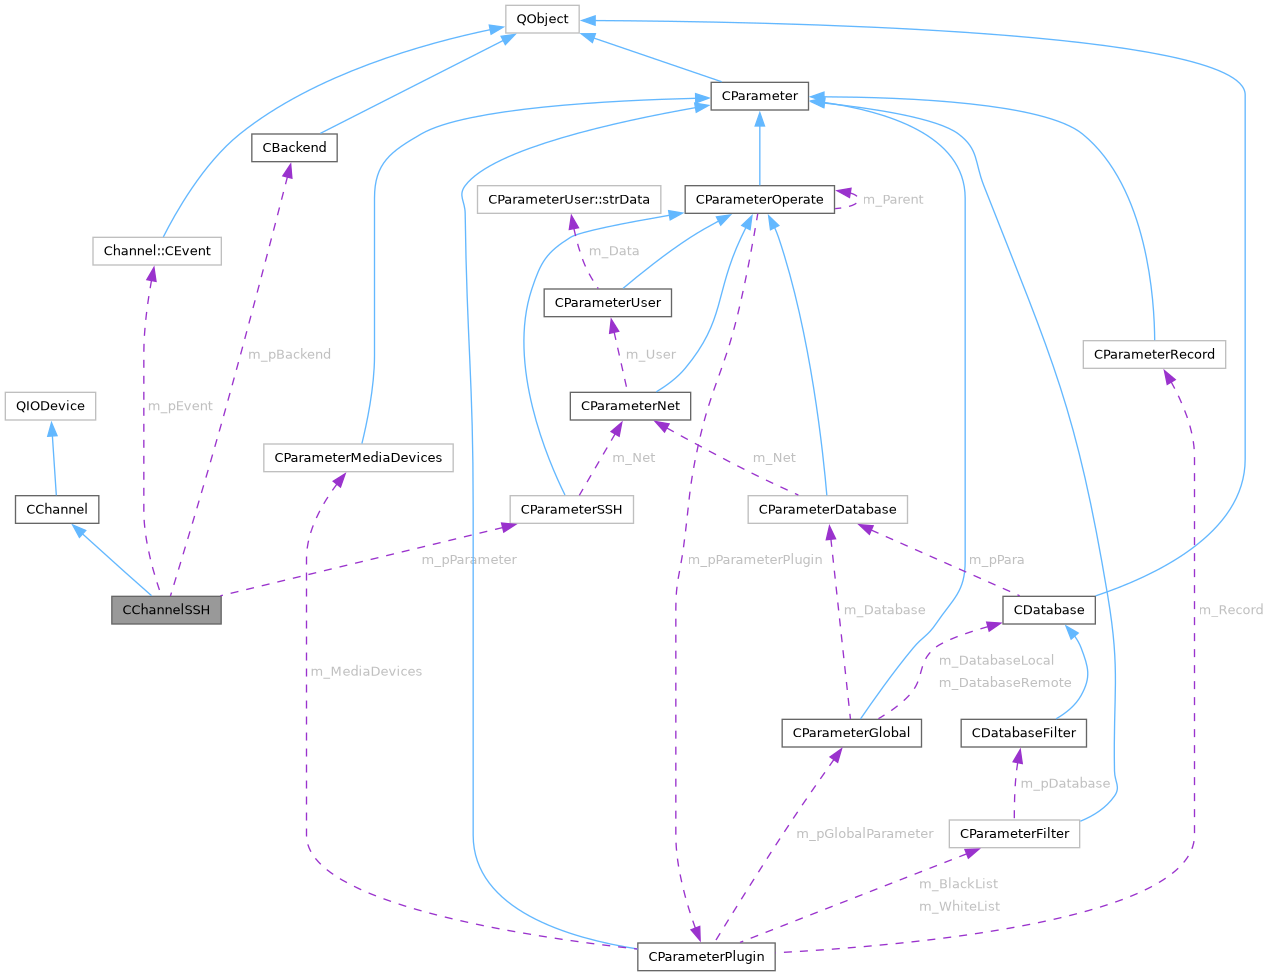 QObject
CParameter
CBackend
CParameterUser::strData
CParameterOperate
m_Parent
Channel::CEvent
m_Data
CParameterUser
m_pBackend
m_User
CParameterRecord
QIODevice
m_pEvent
CParameterNet
CParameterMediaDevices
m_Net
m_Net
CChannel
CParameterSSH
CParameterDatabase
m_pParameter
m_pParameterPlugin
m_pPara
CChannelSSH
m_Database
CDatabase
m_Record
m_DatabaseLocal
m_DatabaseRemote
m_MediaDevices
CParameterGlobal
CDatabaseFilter
m_pDatabase
m_pGlobalParameter
CParameterFilter
m_BlackList
m_WhiteList
CParameterPlugin